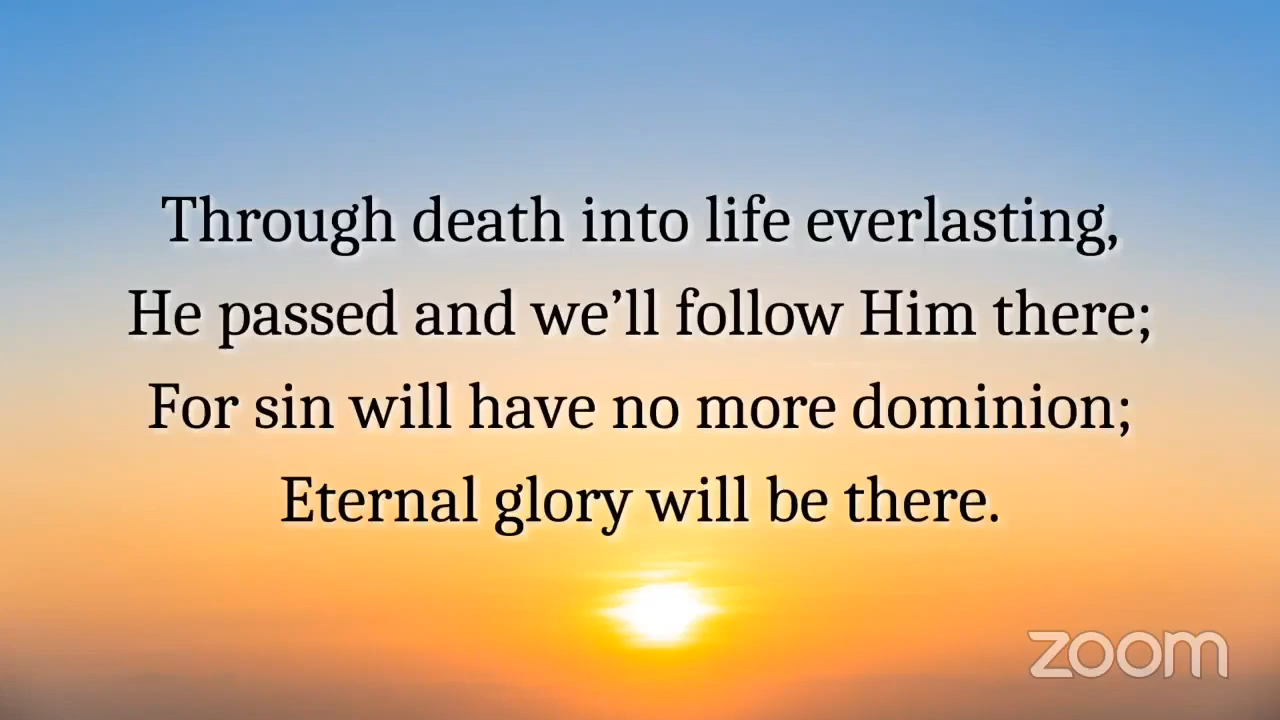 Through death into life everlasting,
He passed and we’ll follow Him there;
For sin will have no more dominion;
Eternal glory will be there.
zoom